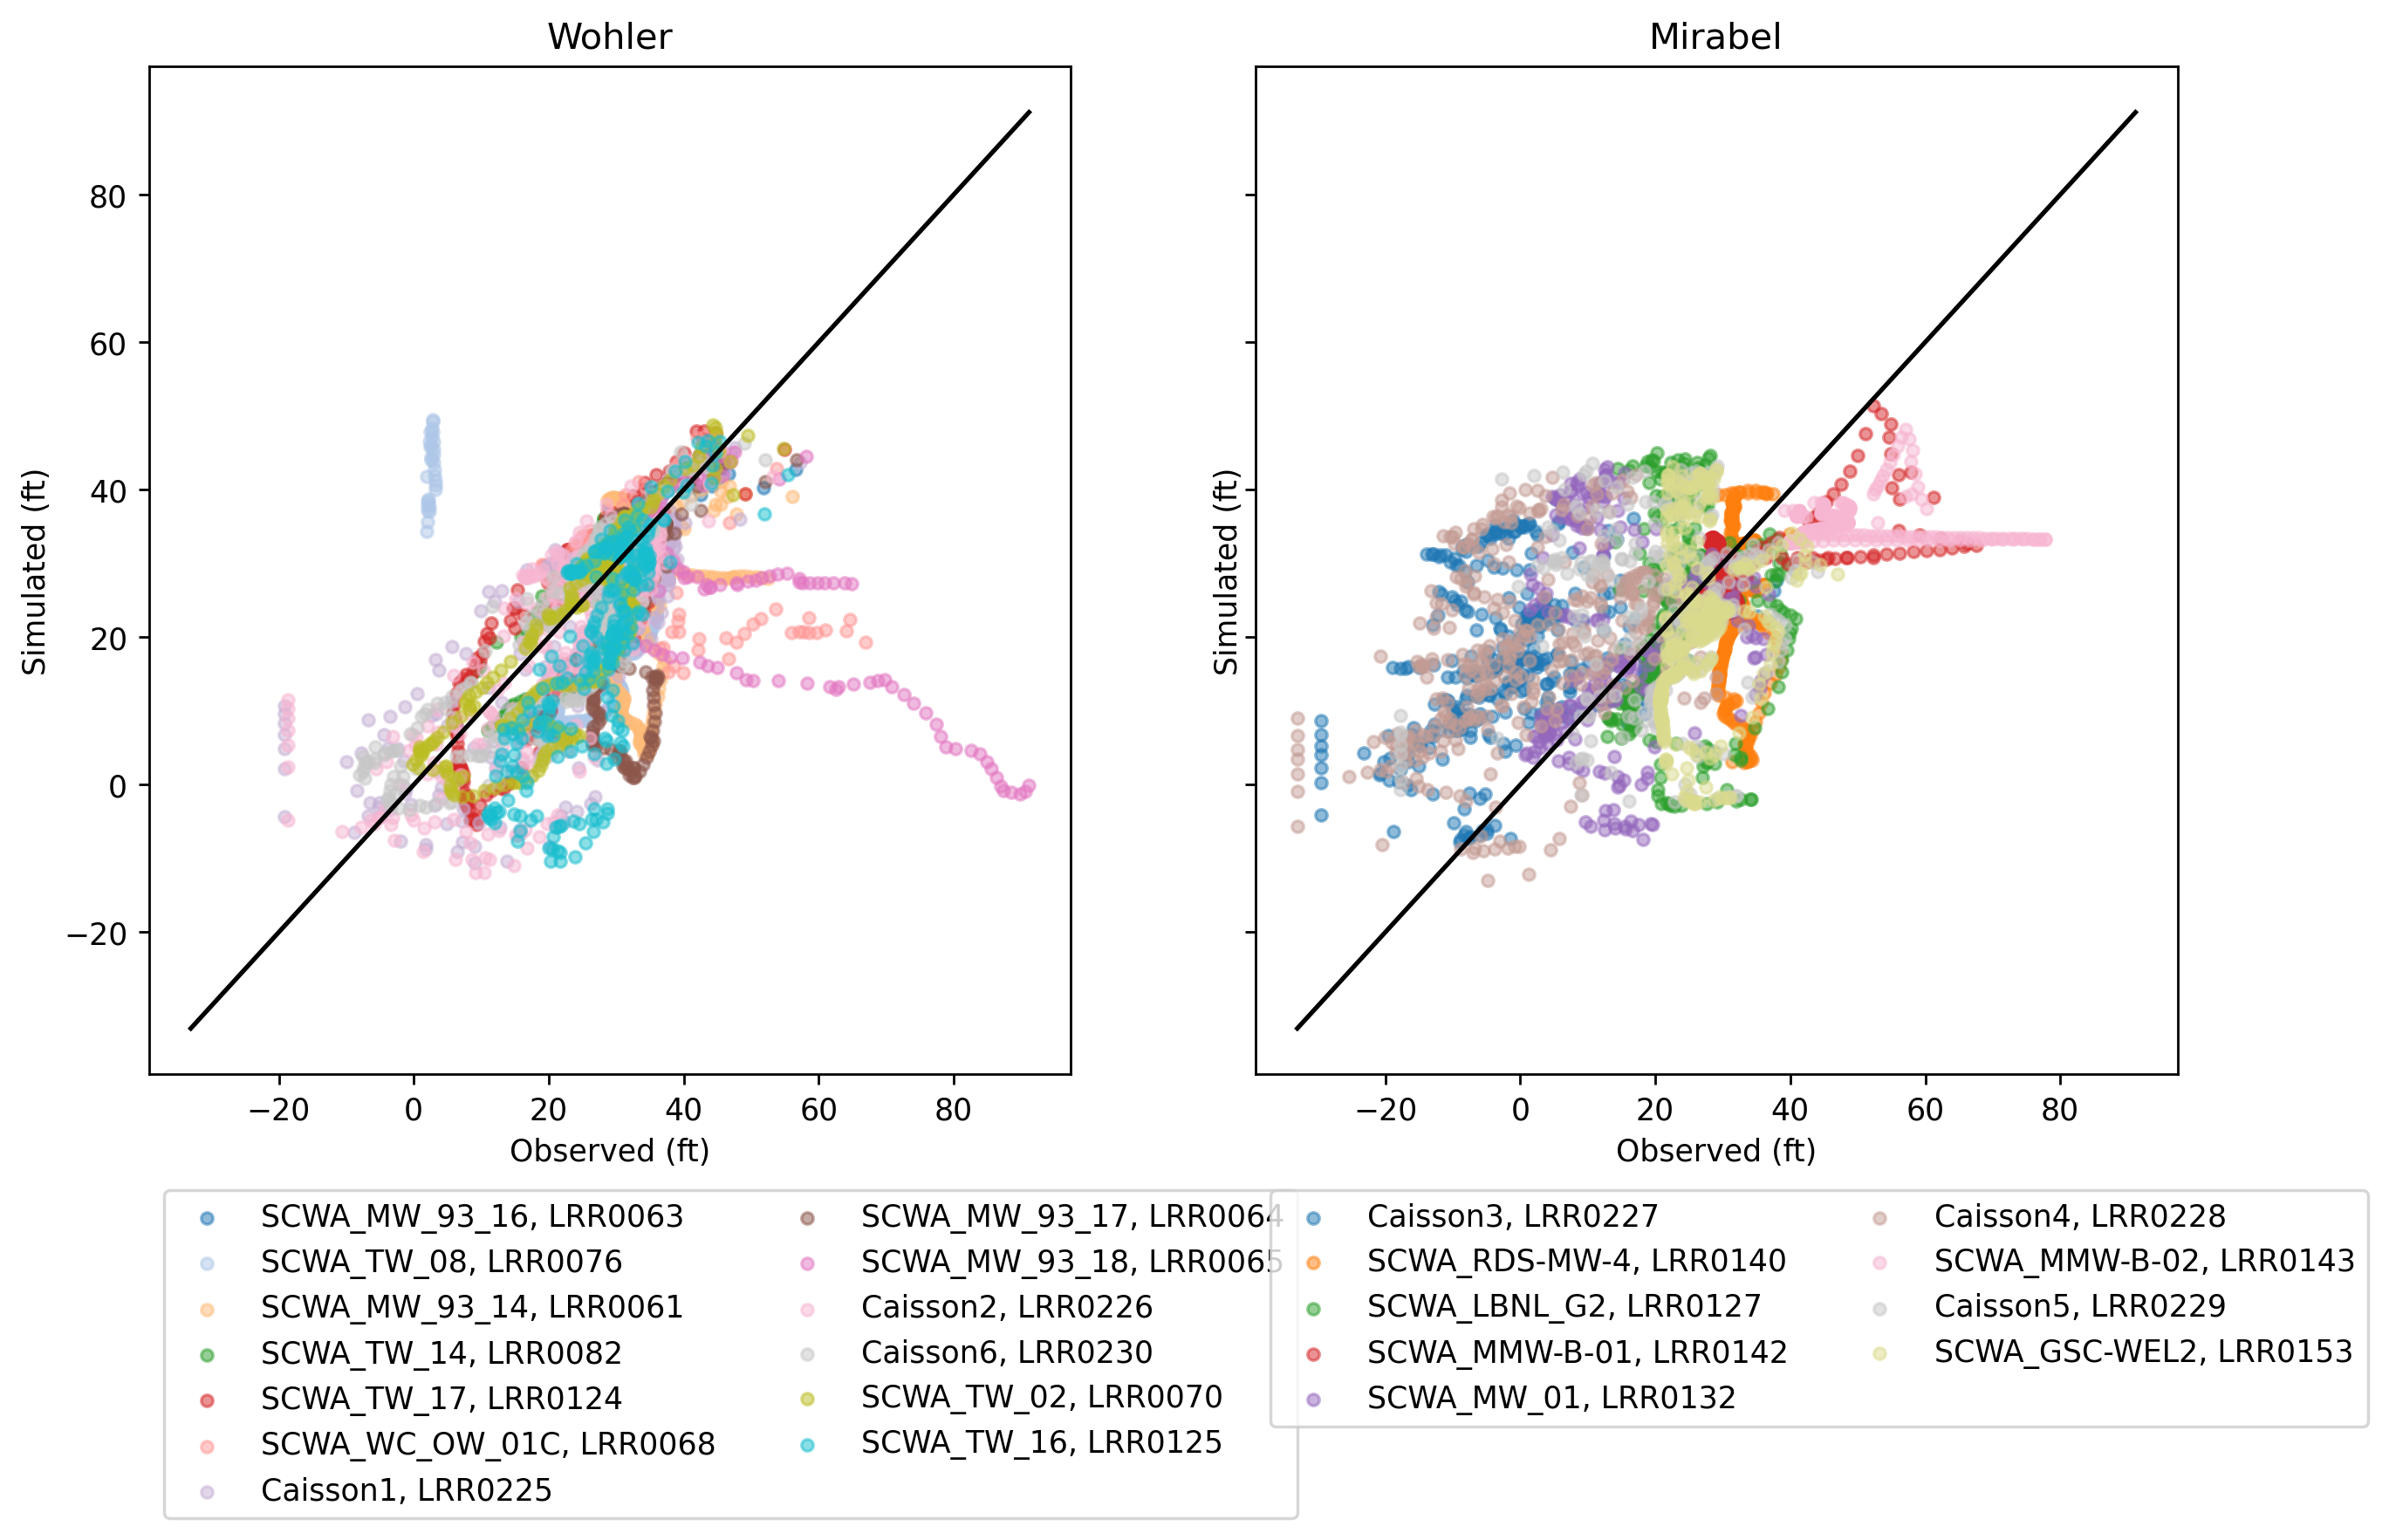 Wohler
Mirabel
Simulated (ft)
80
60
40
20
0
−20
−20 0 20 40 60 80
Observed (ft)
Simulated (ft)
−20 0 20 40 60 80
Observed (ft)
SCWA_MW_93_16, LRR0063
SCWA_TW_08, LRR0076
SCWA_MW_93_14, LRR0061
SCWA_TW_14, LRR0082
SCWA_TW_17, LRR0124
SCWA_WC_OW_01C, LRR0068
Caisson1, LRR0225
SCWA_MW_93_17, LRR0064
SCWA_MW_93_18, LRR0065
Caisson2, LRR0226
Caisson6, LRR0230
SCWA_TW_02, LRR0070
SCWA_TW_16, LRR0125
Caisson3, LRR0227
SCWA_RDS-MW-4, LRR0140
SCWA_LBNL_G2, LRR0127
SCWA_MMW-B-01, LRR0142
SCWA_MW_01, LRR0132
Caisson4, LRR0228
SCWA_MMW-B-02, LRR0143
Caisson5, LRR0229
SCWA_GSC-WEL2, LRR0153